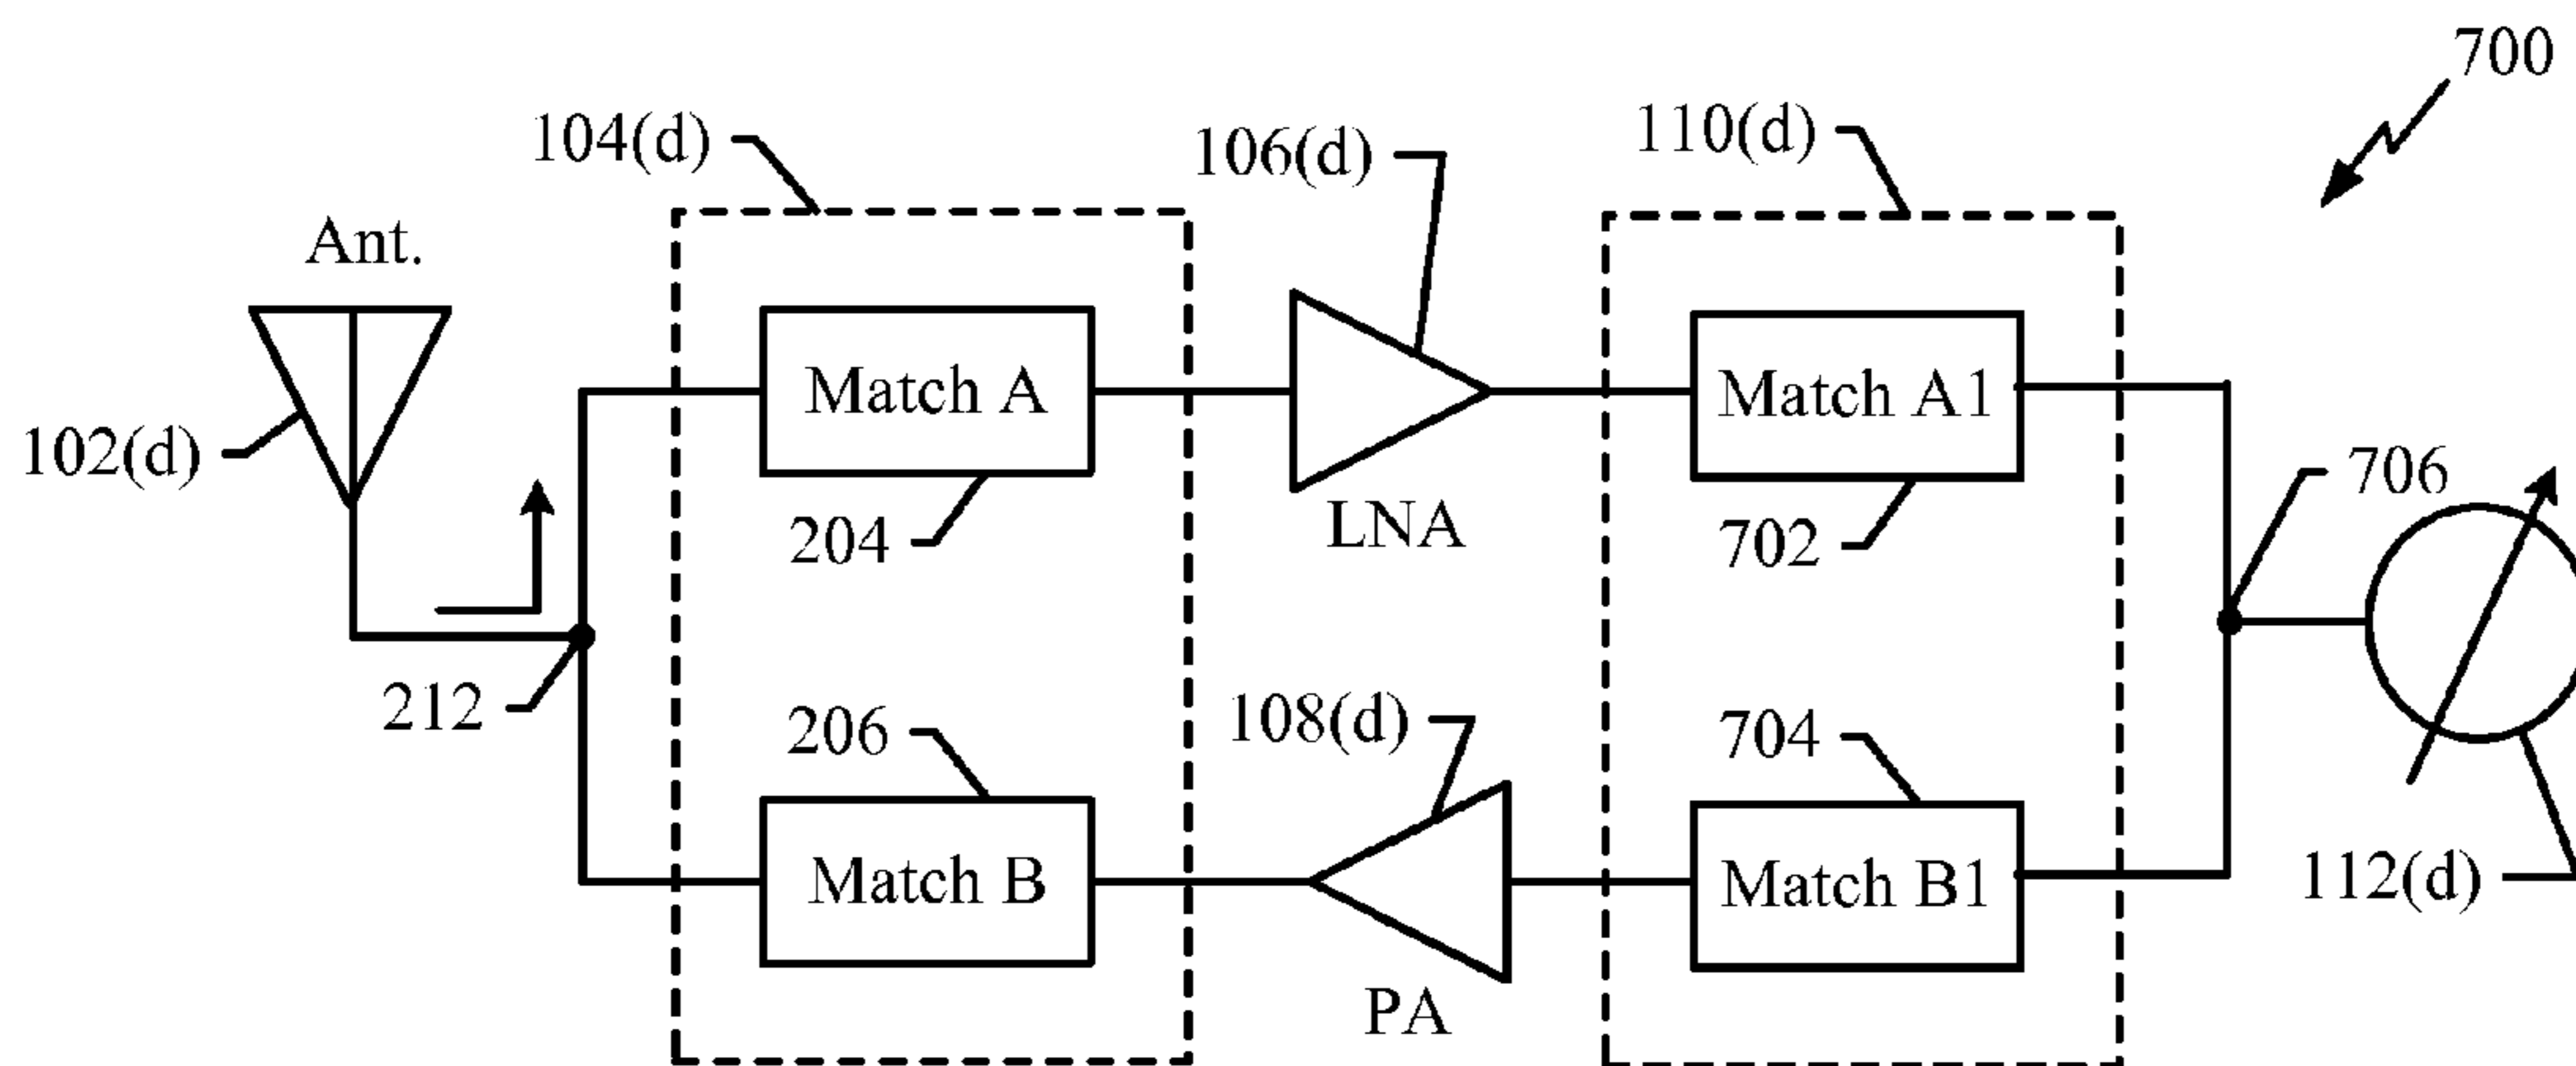 700
104(d)
106(d)
110(d)
Ant.
Match A
Match A1
102(d)
204
LNA
702
706
212
206
108(d)
704
Match B
Match B1
112(d)
PA